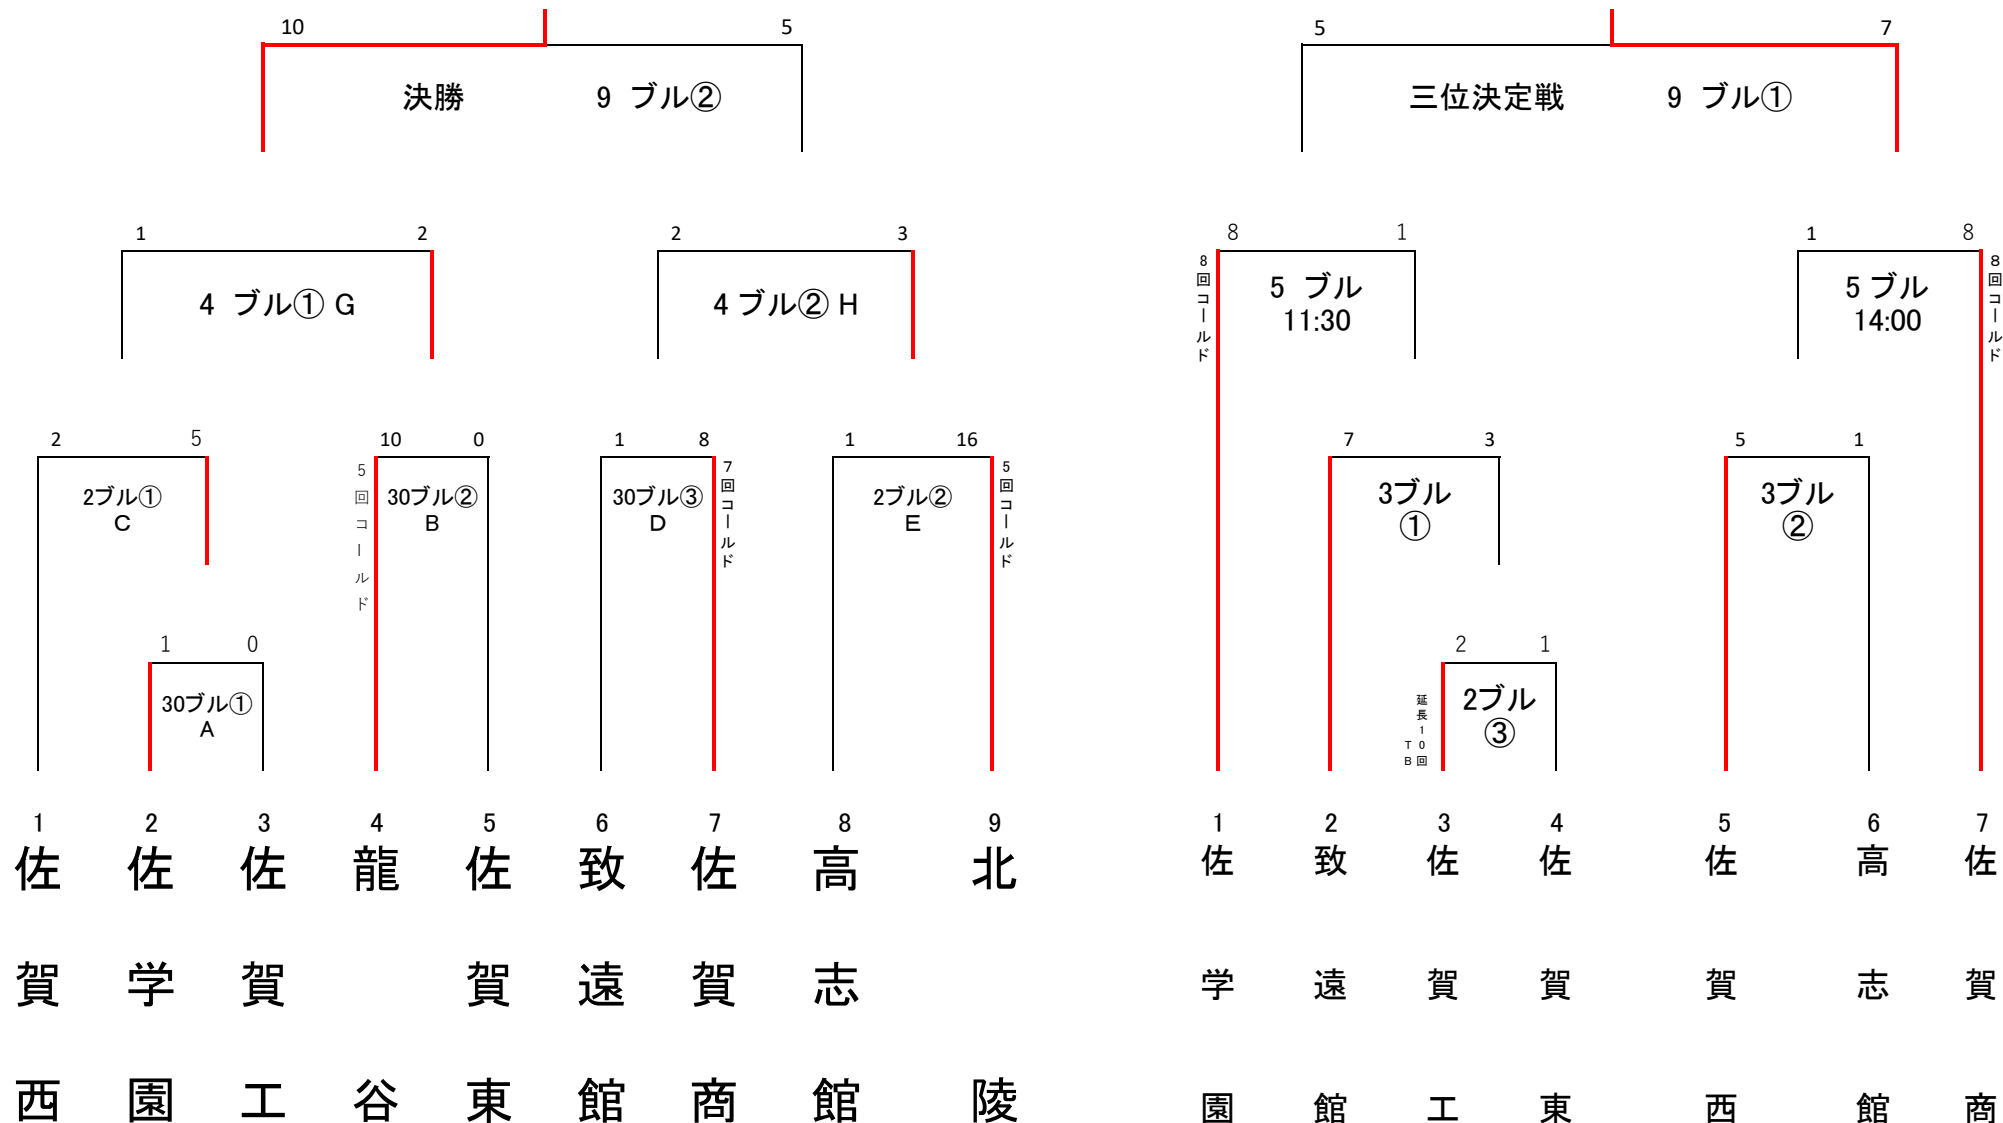 10 5
決勝 9 ブル②
1 2 2 3
4 ブル① G 4 ブル② H
2 5 10 0 1 8 1 16
2ブル① C
5回コールド
30ブル② B
30ブル③ D
7回コールド
2ブル② E
5回コールド
1 0
30ブル① A
1 2 3 4 5 6 7 8 9
佐賀西
佐学園
佐賀工
龍谷
佐賀東
致遠館
佐賀商
高志館
北陵
5 7
三位決定戦 9 ブル①
8 1 1 8
8回コールド
5 ブル
11:30
5 ブル
14:00
8回コールド
7 3 5 1
3ブル
①
3ブル
②
2 1
延長10回
TB
2ブル
③
1 2 3 4 5 6 7
佐学園
致遠館
佐賀工
佐賀東
佐賀西
高志館
佐賀商